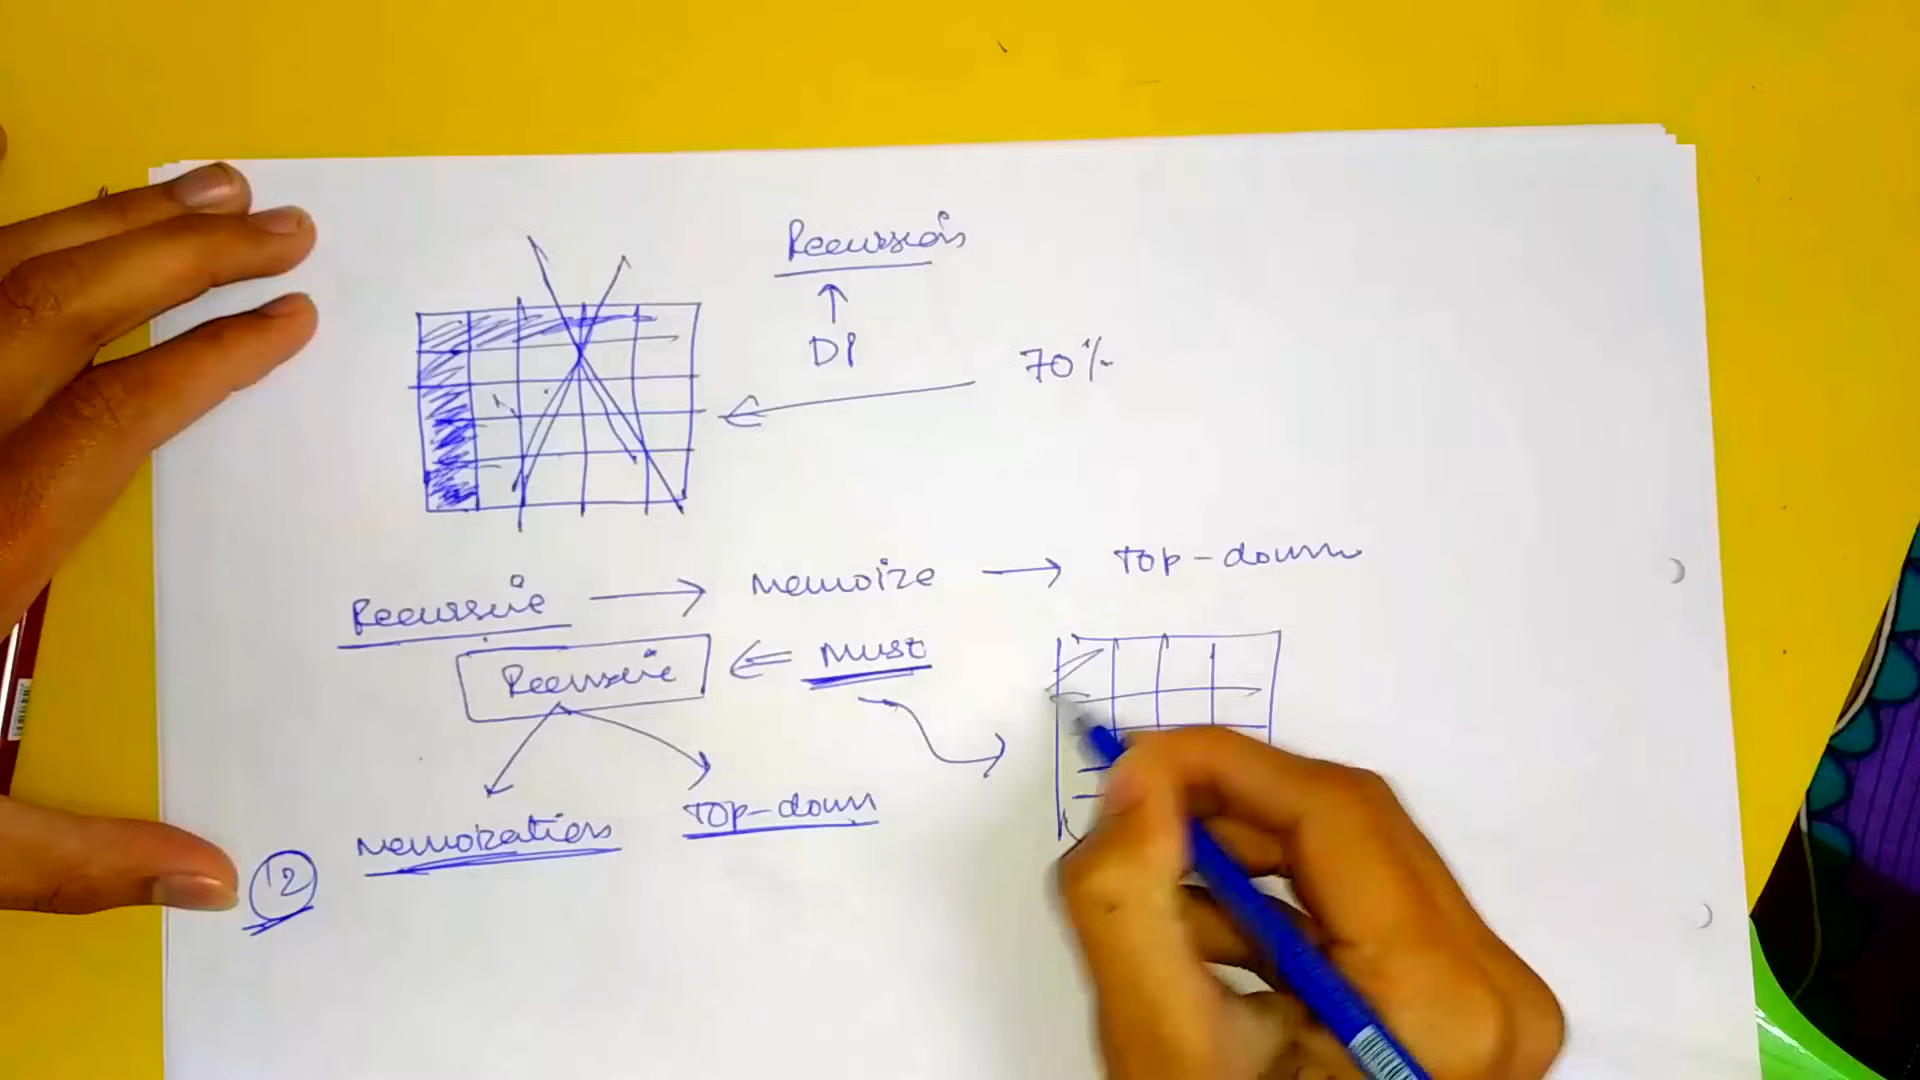 Recursion
DP
70%
Recursive → Memoize → Top-down
Recursive ⇐ Must
Memoization Top-down
12